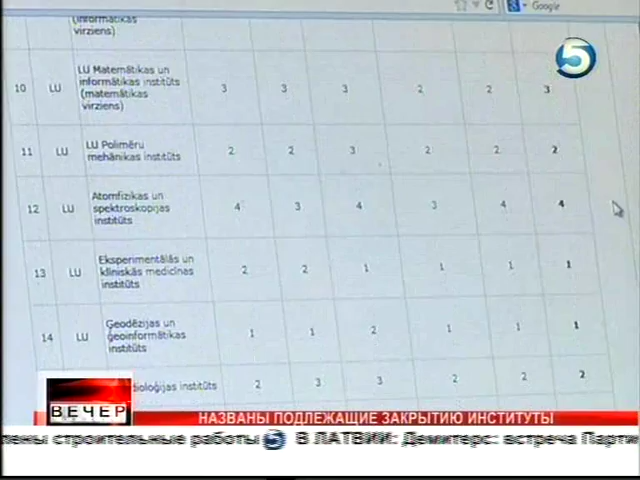 Google
5
(informātikas
virziens)
10 LU LU Matemātikas un
informātikas institūts
(matemātikas
virziens) 3 3 3 2 2 3
11 LU LU Polimēru
mehānikas institūts 2 2 3 2 2 2
12 LU Atomfizikas un
spektroskopijas
institūts 4 3 4 3 4 4
13 LU Eksperimentālās un
klīniskās medicīnas
institūts 2 2 1 1 1 1
14 LU Ģeodēzijas un
ģeoinformātikas
institūts 1 1 2 1 1 1
ioloģijas institūts 2 3 3 2 2 2
ВЕЧЕР
НАЗВАНЫ ПОДЛЕЖАЩИЕ ЗАКРЫТИЮ ИНСТИТУТЫ
лены строительные работы 5 В ЛАТВИИ: Демитерс: встреча Парти